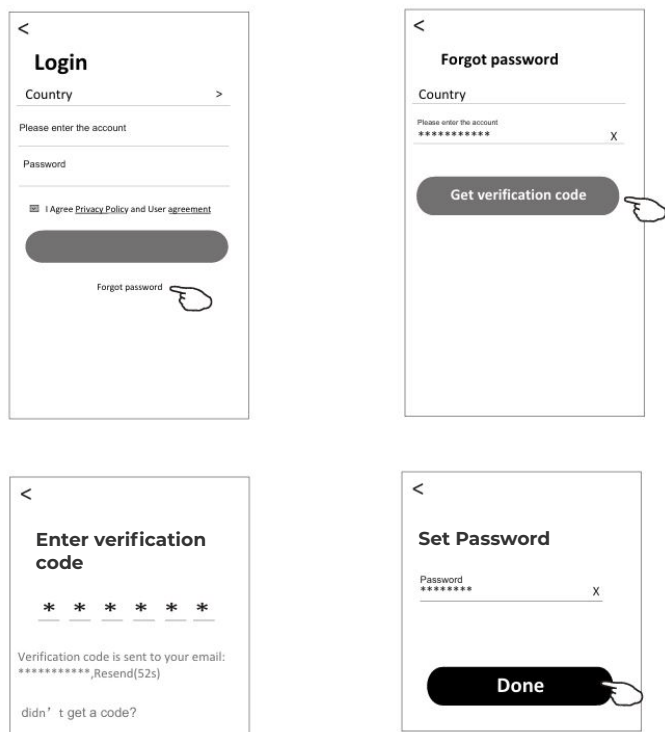 <
Login
Country >
Please enter the account
Password
I Agree Privacy Policy and User agreement
Forgot password
<
Forgot password
Country
Please enter the account
*********** X
Get verification code
<
Enter verification
code
* * * * * *
Verification code is sent to your email:
***********,Resend(52s)
didn' t get a code?
<
Set Password
Password
******** X
Done